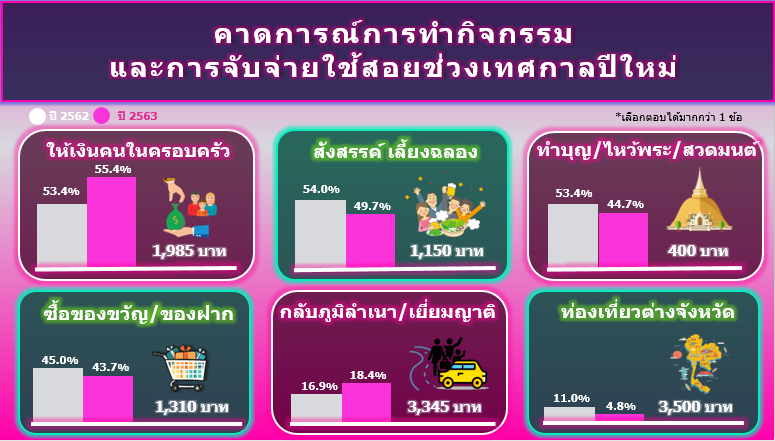 คาดการณ์การทำกิจกรรม
และการจับจ่ายใช้สอยช่วงเทศกาลปีใหม่
ปี 2562 ปี 2563
*เลือกตอบได้มากกว่า 1 ข้อ
ให้เงินคนในครอบครัว
53.4% 55.4%
1,985 บาท
สังสรรค์ เลี้ยงฉลอง
54.0% 49.7%
1,150 บาท
ทำบุญ/ไหว้พระ/สวดมนต์
53.4% 44.7%
400 บาท
ซื้อของขวัญ/ของฝาก
45.0% 43.7%
1,310 บาท
กลับภูมิลำเนา/เยี่ยมญาติ
16.9% 18.4%
3,345 บาท
ท่องเที่ยวต่างจังหวัด
11.0% 4.8%
3,500 บาท